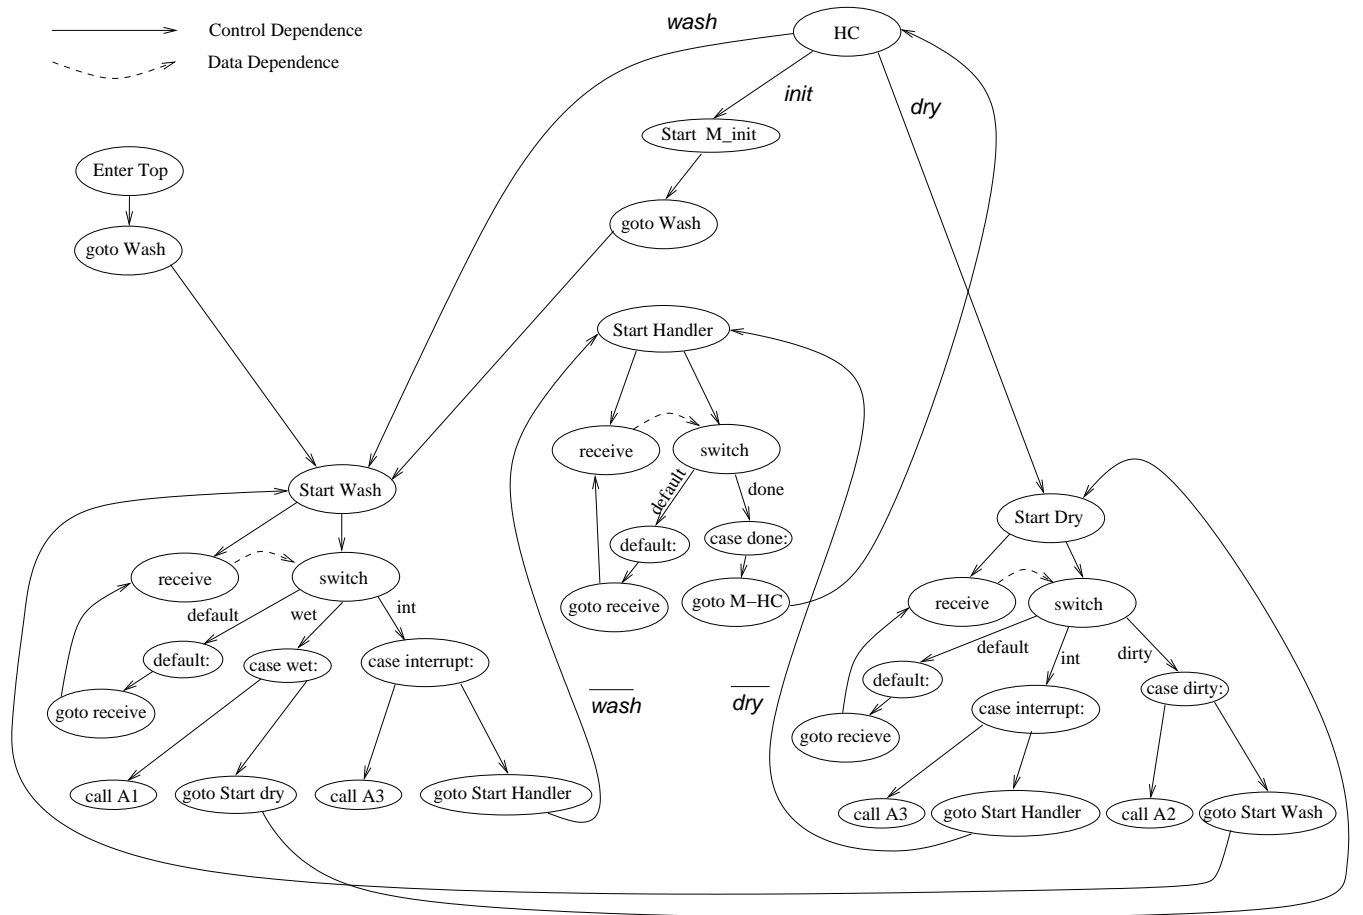 wash
HC
Control Dependence
Data Dependence
init
dry
Start M_init
Enter Top
goto Wash
goto Wash
Start Handler
receive
switch
default
done
Start Wash
Start Dry
default:
case done:
receive
switch
goto receive
goto M-HC
receive
switch
default
wet
int
default
int
dirty
default:
case wet:
case interrupt:
default:
case dirty:
goto receive
wash
dry
case interrupt:
goto recieve
call A1
goto Start dry
call A3
goto Start Handler
call A3
goto Start Handler
call A2
goto Start Wash